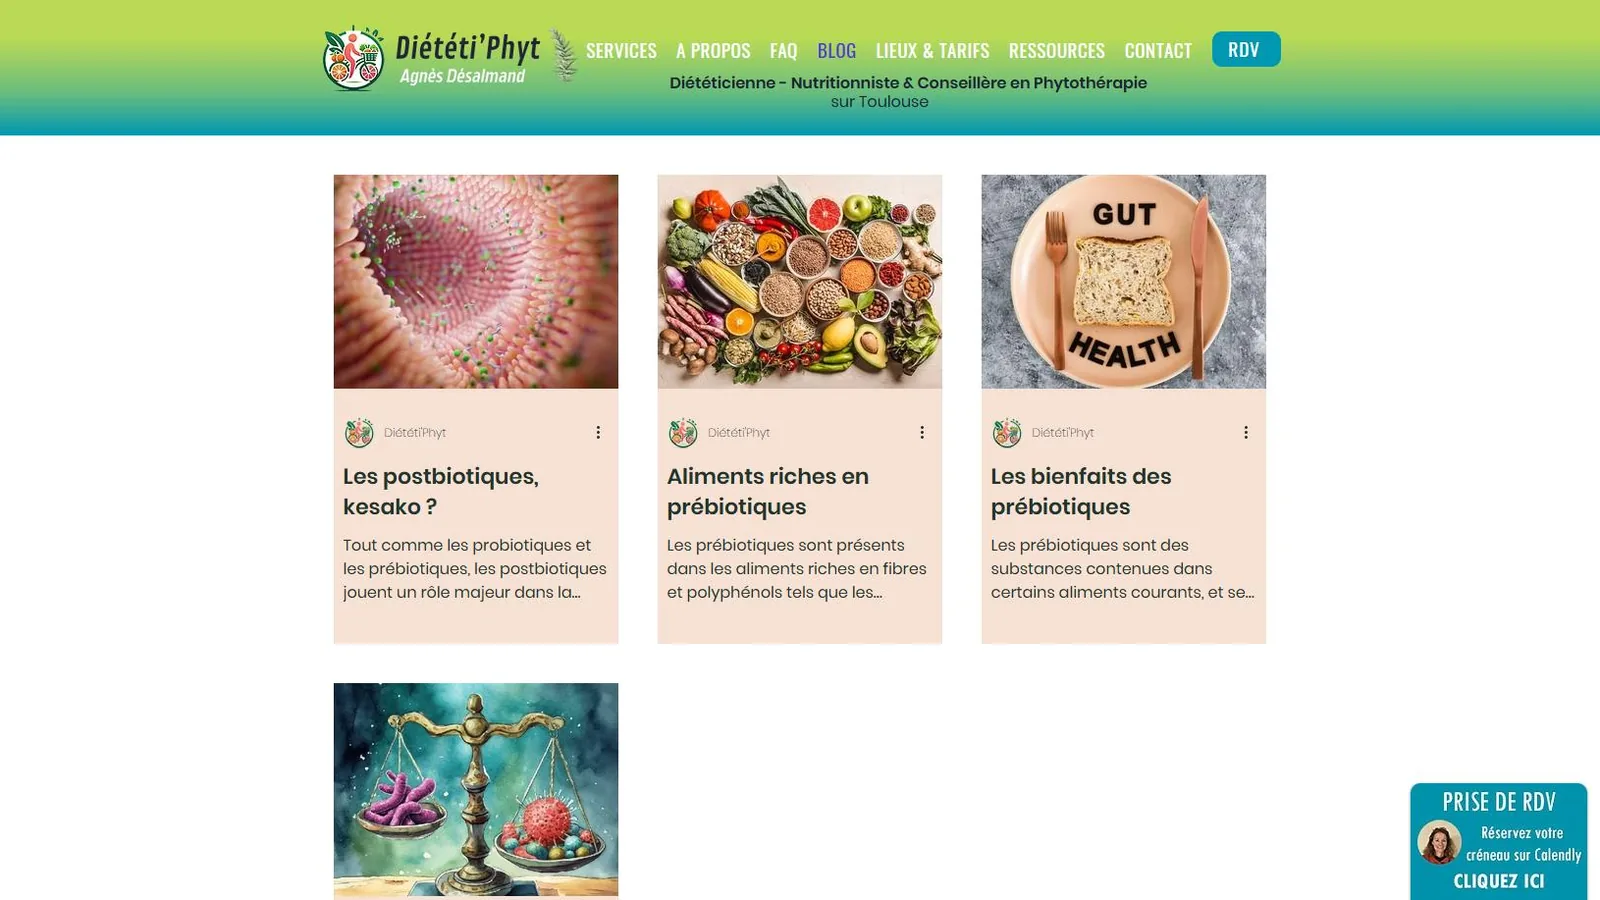 Diététi'Phyt
Agnès Désalmand
SERVICES
A PROPOS
FAQ
BLOG
LIEUX & TARIFS
RESSOURCES
CONTACT
RDV
Diététicienne - Nutritionniste & Conseillère en Phytothérapie
sur Toulouse
GUT
HEALTH
Diététi'Phyt
Les postbiotiques,
kesako ?
Tout comme les probiotiques et
les prébiotiques, les postbiotiques
jouent un rôle majeur dans la...
Diététi'Phyt
Aliments riches en
prébiotiques
Les prébiotiques sont présents
dans les aliments riches en fibres
et polyphénols tels que les...
Diététi'Phyt
Les bienfaits des
prébiotiques
Les prébiotiques sont des
substances contenues dans
certains aliments courants, et se...
PRISE DE RDV
Réservez votre
créneau sur Calendly
CLIQUEZ ICI